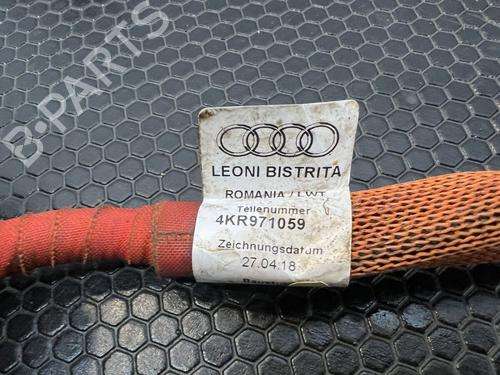 B-PARTS
LEONI BISTRITA
ROMANIA / LWT
Teilenummer
4KR971059
Zeichnungsdatum
27.04.18